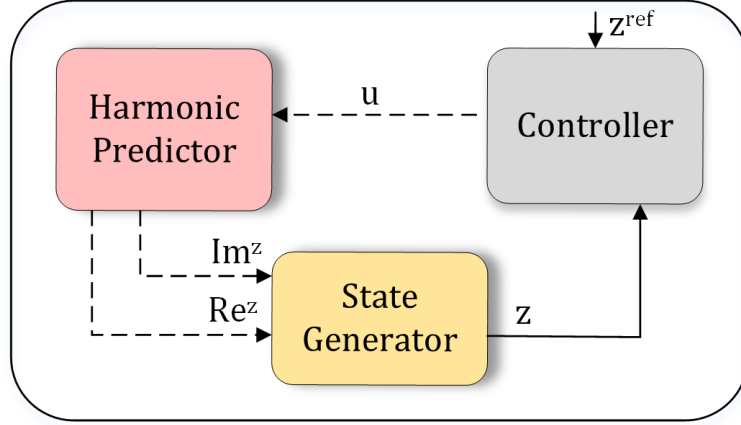 z^ref
Harmonic
Predictor
u
Controller
Im^z
Re^z
State
Generator
z